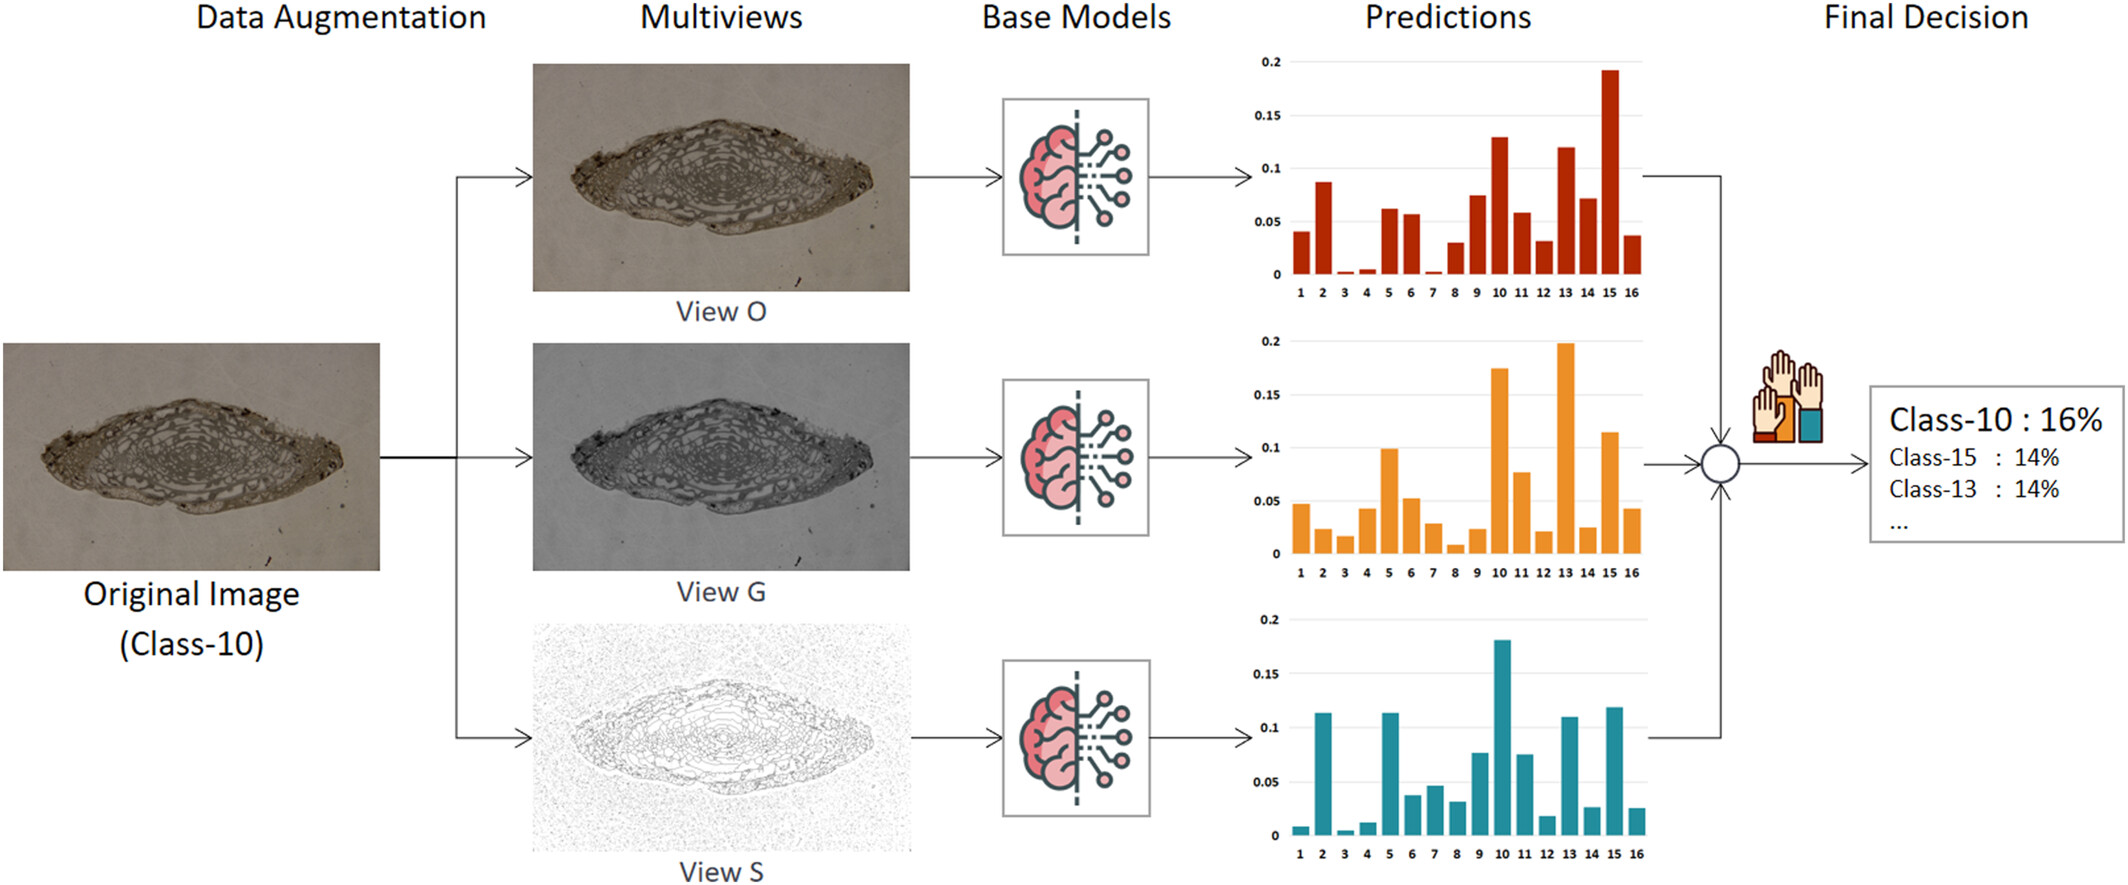 Data Augmentation
Multiviews
Base Models
Predictions
Final Decision
View O
0.2
0.15
0.1
0.05
0
1 2 3 4 5 6 7 8 9 10 11 12 13 14 15 16
Original Image
(Class-10)
View G
0.2
0.15
0.1
0.05
0
1 2 3 4 5 6 7 8 9 10 11 12 13 14 15 16
View S
0.2
0.15
0.1
0.05
0
1 2 3 4 5 6 7 8 9 10 11 12 13 14 15 16
Class-10 : 16%
Class-15 : 14%
Class-13 : 14%
...